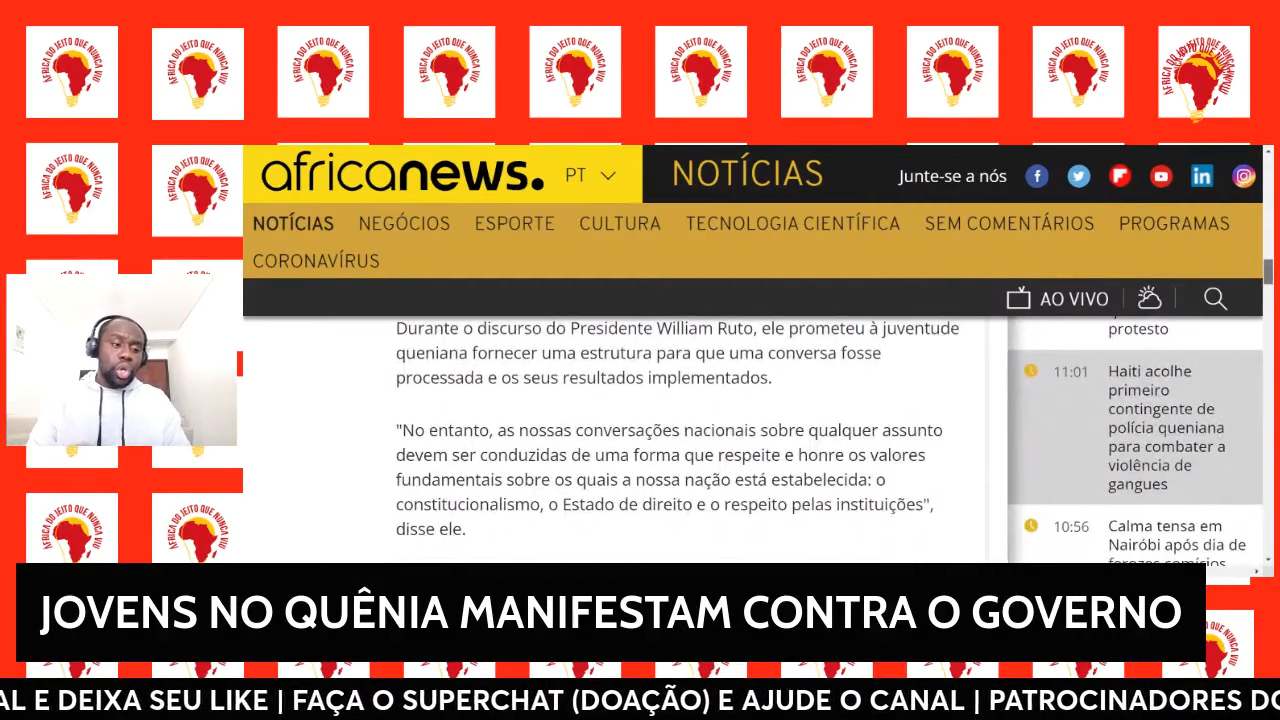 ÁFRICA DO JEITO QUE NUNCA VIU
africanews.
PT
NOTÍCIAS
Junte-se a nós
NOTÍCIAS NEGÓCIOS ESPORTE CULTURA TECNOLOGIA CIENTÍFICA SEM COMENTÁRIOS PROGRAMAS
CORONAVÍRUS
AO VIVO
Durante o discurso do Presidente William Ruto, ele prometeu à juventude
queniana fornecer uma estrutura para que uma conversa fosse
processada e os seus resultados implementados.
"No entanto, as nossas conversações nacionais sobre qualquer assunto
devem ser conduzidas de uma forma que respeite e honre os valores
fundamentais sobre os quais a nossa nação está estabelecida: o
constitucionalismo, o Estado de direito e o respeito pelas instituições",
disse ele.
protesto
11:01 Haiti acolhe
primeiro
contingente de
polícia queniana
para combater a
violência de
gangues
10:56 Calma tensa em
Nairóbi após dia de
JOVENS NO QUÊNIA MANIFESTAM CONTRA O GOVERNO
AL E DEIXA SEU LIKE | FAÇA O SUPERCHAT (DOAÇÃO) E AJUDE O CANAL | PATROCINADORES DO